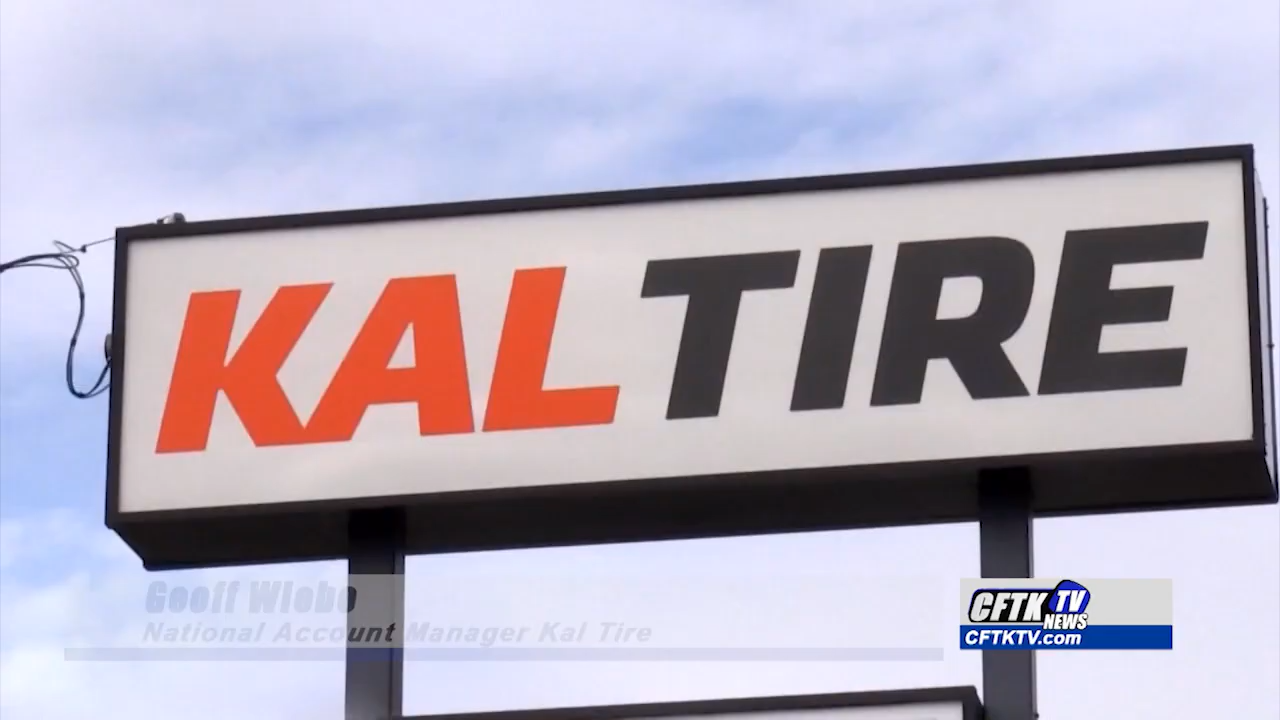 KAL TIRE
Geoff Wiebe
National Account Manager Kal Tire
CFTK TV
NEWS
CFTKTV.com